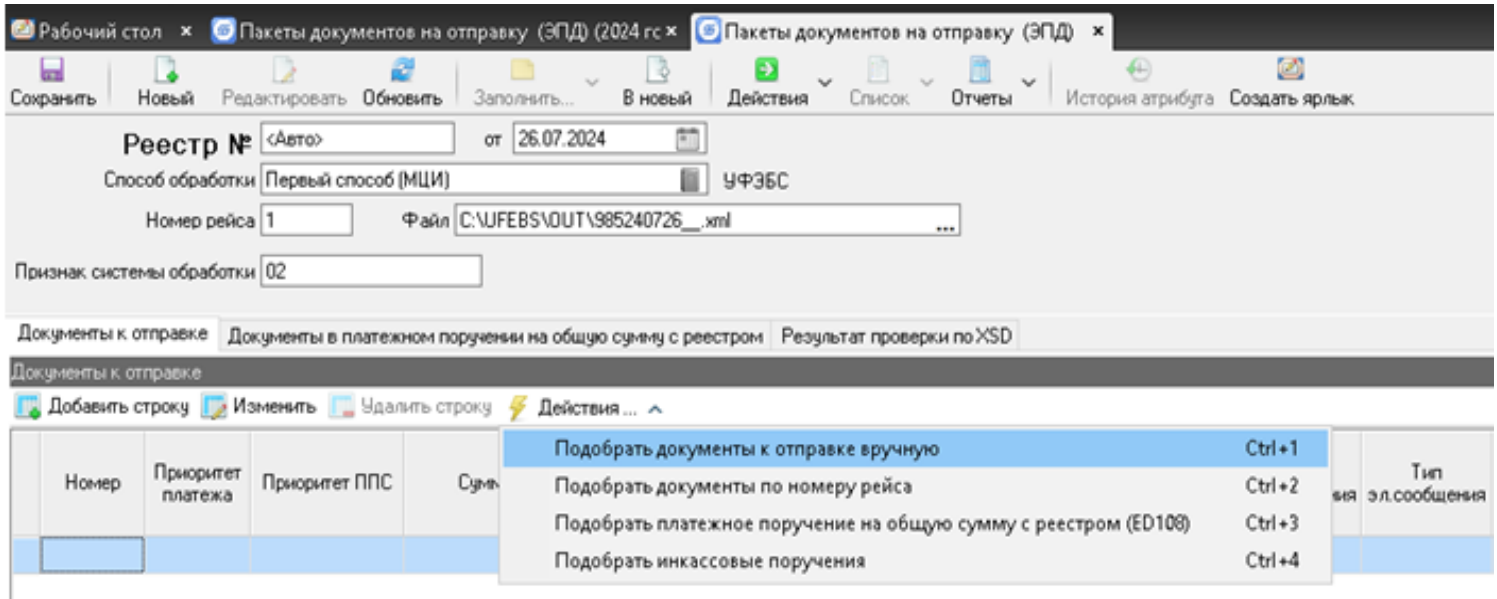 Рабочий стол × Пакеты документов на отправку (ЭПД) (2024 гс × Пакеты документов на отправку (ЭПД) ×
Сохранить Новый Редактировать Обновить Заполнить... В новый Действия Список Отчеты История атрибута Создать ярлык
Реестр № <Авто> от 26.07.2024
Способ обработки Первый способ (МЦИ) УФЭБС
Номер рейса 1 Файл C:\UFEBS\OUT\985240726__.xml ...
Признак системы обработки 02
Документы к отправке Документы в платежном поручении на общую сумму с реестром Результат проверки по XSD
Документы к отправке
Добавить строку Изменить Удалить строку Действия ...
Подобрать документы к отправке вручную Ctrl+1
Номер Приоритет платежа Приоритет ППС Сумм Подобрать документы по номеру рейса Ctrl+2 ния Тип эл.сообщения
Подобрать платежное поручение на общую сумму с реестром (ED108) Ctrl+3
Подобрать инкассовые поручения Ctrl+4